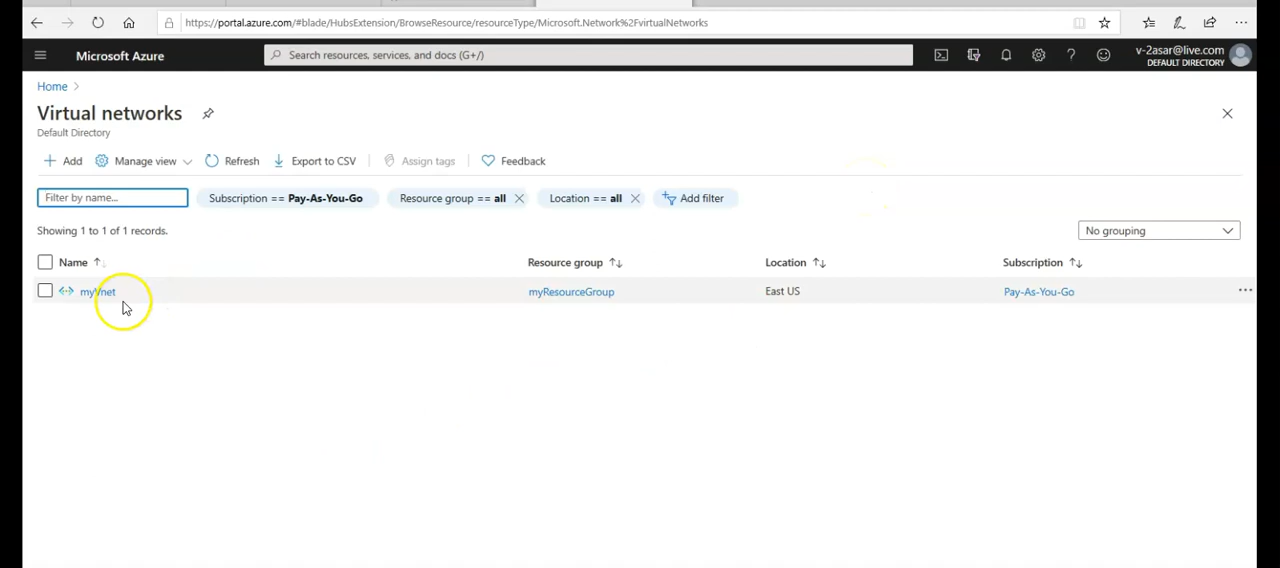 https://portal.azure.com/#blade/HubsExtension/BrowseResource/resourceType/Microsoft.Network%2FvirtualNetworks
Microsoft Azure
Search resources, services, and docs (G+/)
v-2asar@live.com
DEFAULT DIRECTORY
Home >
Virtual networks
Default Directory
Add Manage view Refresh Export to CSV Assign tags Feedback
Filter by name... Subscription == Pay-As-You-Go Resource group == all Location == all Add filter
Showing 1 to 1 of 1 records.
No grouping
Name Resource group Location Subscription
myVnet myResourceGroup East US Pay-As-You-Go